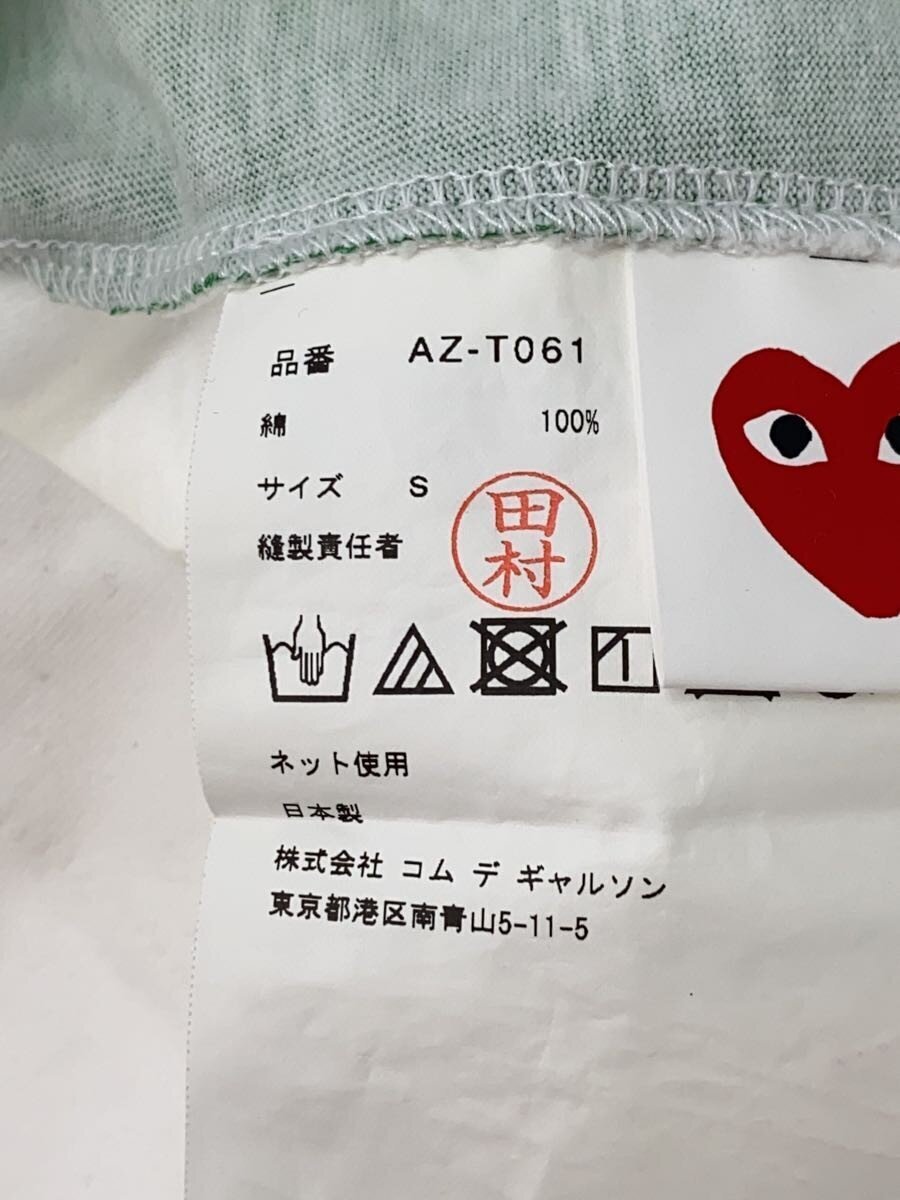 品番 AZ-T061
綿 100%
サイズ S
縫製責任者 田村
ネット使用
日本製
株式会社 コム デ ギャルソン
東京都港区南青山5-11-5